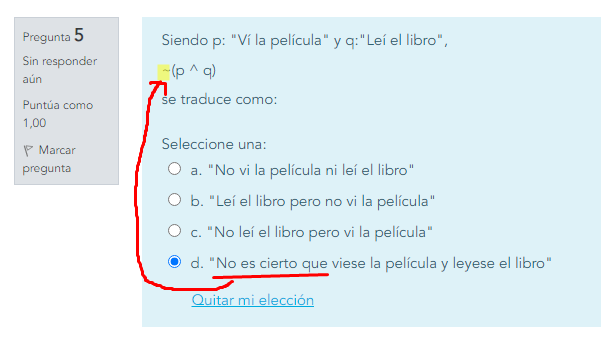 Pregunta 5
Sin responder
aún
Puntúa como
1,00
Marcar
pregunta
Siendo p: "Ví la película" y q:"Leí el libro",
~(p ^ q)
se traduce como:
Seleccione una:
a. "No vi la película ni leí el libro"
b. "Leí el libro pero no vi la película"
c. "No leí el libro pero vi la película"
d. "No es cierto que viese la película y leyese el libro"
Quitar mi elección